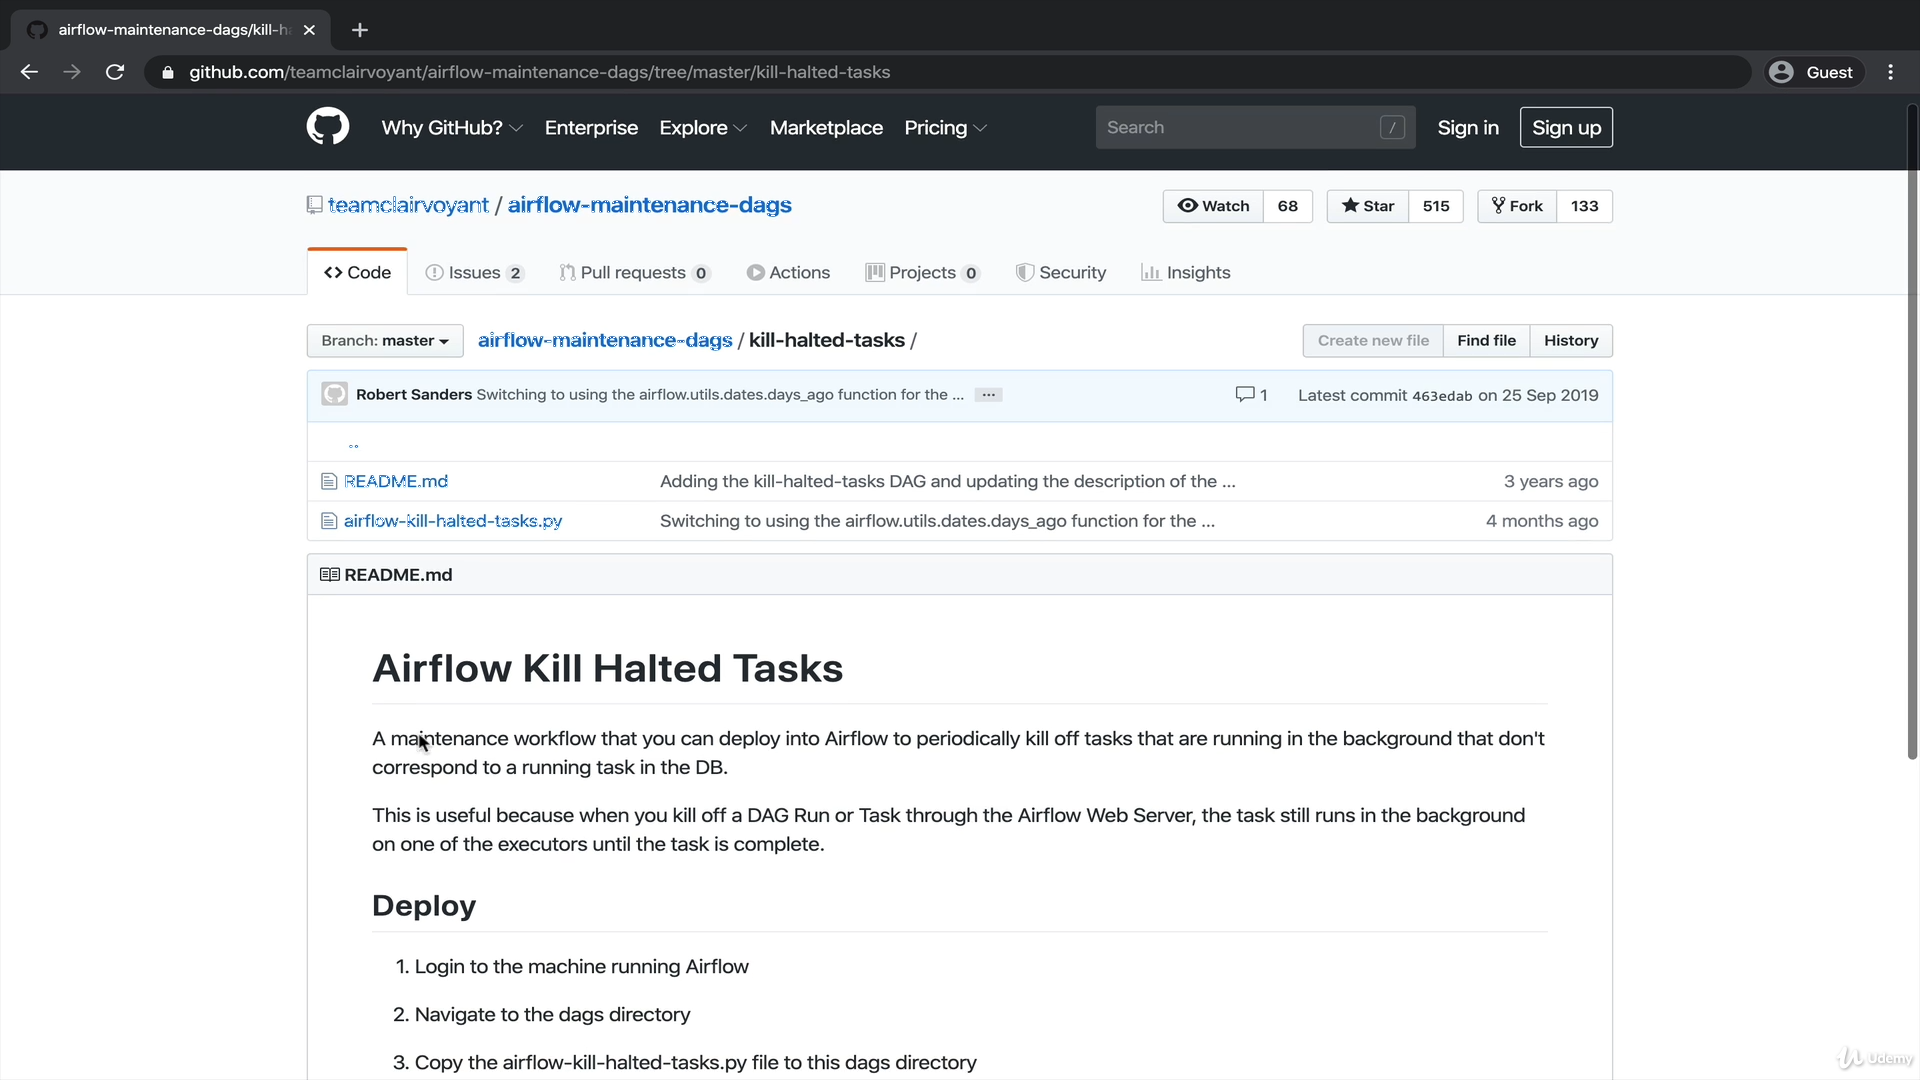 airflow-maintenance-dags/kill-h
github.com/teamclairvoyant/airflow-maintenance-dags/tree/master/kill-halted-tasks
Guest
Why GitHub? Enterprise Explore Marketplace Pricing Search / Sign in Sign up
teamclairvoyant / airflow-maintenance-dags Watch 68 Star 515 Fork 133
<> Code Issues 2 Pull requests 0 Actions Projects 0 Security Insights
Branch: master airflow-maintenance-dags / kill-halted-tasks / Create new file Find file History
Robert Sanders Switching to using the airflow.utils.dates.days_ago function for the ... ... 1 Latest commit 463edab on 25 Sep 2019
..
README.md Adding the kill-halted-tasks DAG and updating the description of the ... 3 years ago
airflow-kill-halted-tasks.py Switching to using the airflow.utils.dates.days_ago function for the ... 4 months ago
README.md
Airflow Kill Halted Tasks
A maintenance workflow that you can deploy into Airflow to periodically kill off tasks that are running in the background that don't
correspond to a running task in the DB.
This is useful because when you kill off a DAG Run or Task through the Airflow Web Server, the task still runs in the background
on one of the executors until the task is complete.
Deploy
1. Login to the machine running Airflow
2. Navigate to the dags directory
3. Copy the airflow-kill-halted-tasks.py file to this dags directory
Udemy